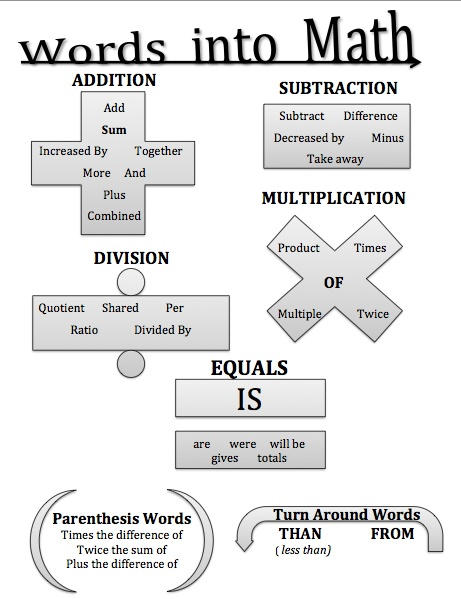 Words into Math
ADDITION
Add
Sum
Increased By Together
More And
Plus
Combined
SUBTRACTION
Subtract Difference
Decreased by Minus
Take away
MULTIPLICATION
Product Times
OF
Multiple Twice
DIVISION
Quotient Shared Per
Ratio Divided By
EQUALS
IS
are were will be
gives totals
Parenthesis Words
Times the difference of
Twice the sum of
Plus the difference of
Turn Around Words
THAN FROM
( less than)